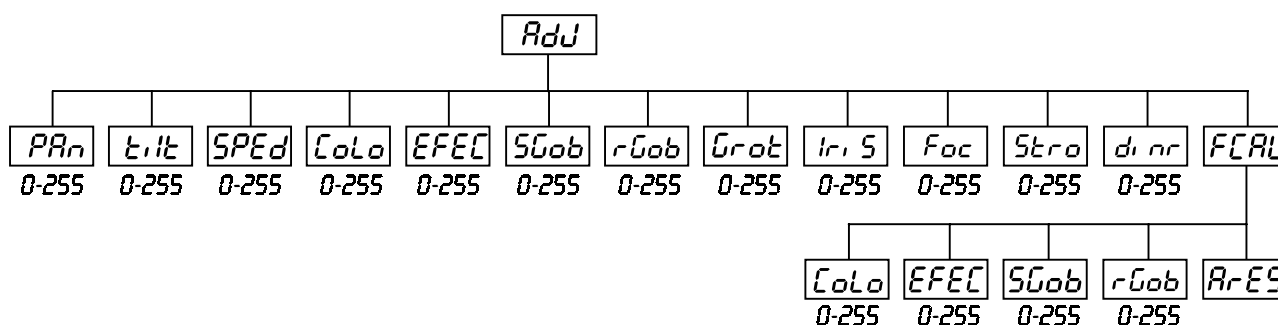 AdJ
PAn tilt SPEd CoLo EFEC SGob rGob Grot IriS Foc Stro dinr FCAL
0-255 0-255 0-255 0-255 0-255 0-255 0-255 0-255 0-255 0-255 0-255 0-255
CoLo EFEC SGob rGob ArES
0-255 0-255 0-255 0-255